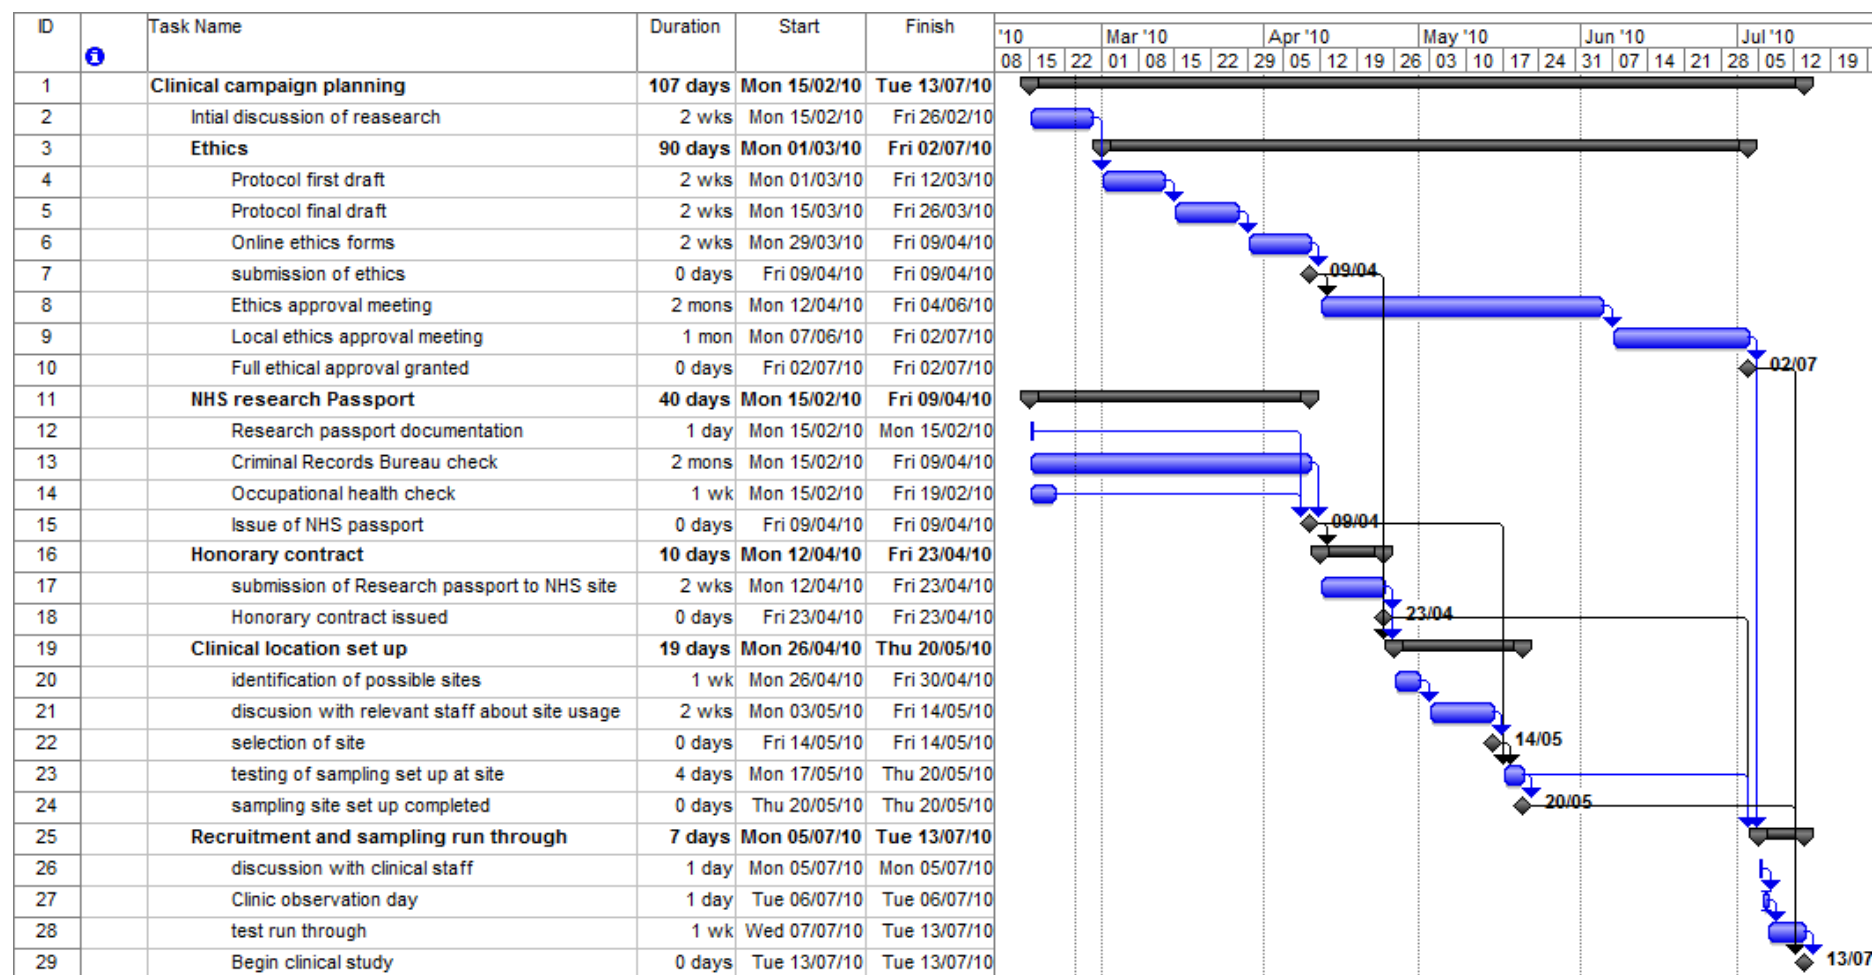 ID Task Name Duration Start Finish
'10 Mar '10 Apr '10 May '10 Jun '10 Jul '10
08 15 22 01 08 15 22 29 05 12 19 26 03 10 17 24 31 07 14 21 28 05 12 19
1 Clinical campaign planning 107 days Mon 15/02/10 Tue 13/07/10
2 Intial discussion of reasearch 2 wks Mon 15/02/10 Fri 26/02/10
3 Ethics 90 days Mon 01/03/10 Fri 02/07/10
4 Protocol first draft 2 wks Mon 01/03/10 Fri 12/03/10
5 Protocol final draft 2 wks Mon 15/03/10 Fri 26/03/10
6 Online ethics forms 2 wks Mon 29/03/10 Fri 09/04/10
7 submission of ethics 0 days Fri 09/04/10 Fri 09/04/10 09/04
8 Ethics approval meeting 2 mons Mon 12/04/10 Fri 04/06/10
9 Local ethics approval meeting 1 mon Mon 07/06/10 Fri 02/07/10
10 Full ethical approval granted 0 days Fri 02/07/10 Fri 02/07/10 02/07
11 NHS research Passport 40 days Mon 15/02/10 Fri 09/04/10
12 Research passport documentation 1 day Mon 15/02/10 Mon 15/02/10
13 Criminal Records Bureau check 2 mons Mon 15/02/10 Fri 09/04/10
14 Occupational health check 1 wk Mon 15/02/10 Fri 19/02/10
15 Issue of NHS passport 0 days Fri 09/04/10 Fri 09/04/10 09/04
16 Honorary contract 10 days Mon 12/04/10 Fri 23/04/10
17 submission of Research passport to NHS site 2 wks Mon 12/04/10 Fri 23/04/10
18 Honorary contract issued 0 days Fri 23/04/10 Fri 23/04/10 23/04
19 Clinical location set up 19 days Mon 26/04/10 Thu 20/05/10
20 identification of possible sites 1 wk Mon 26/04/10 Fri 30/04/10
21 discusion with relevant staff about site usage 2 wks Mon 03/05/10 Fri 14/05/10
22 selection of site 0 days Fri 14/05/10 Fri 14/05/10 14/05
23 testing of sampling set up at site 4 days Mon 17/05/10 Thu 20/05/10
24 sampling site set up completed 0 days Thu 20/05/10 Thu 20/05/10 20/05
25 Recruitment and sampling run through 7 days Mon 05/07/10 Tue 13/07/10
26 discussion with clinical staff 1 day Mon 05/07/10 Mon 05/07/10
27 Clinic observation day 1 day Tue 06/07/10 Tue 06/07/10
28 test run through 1 wk Wed 07/07/10 Tue 13/07/10
29 Begin clinical study 0 days Tue 13/07/10 Tue 13/07/10 13/07